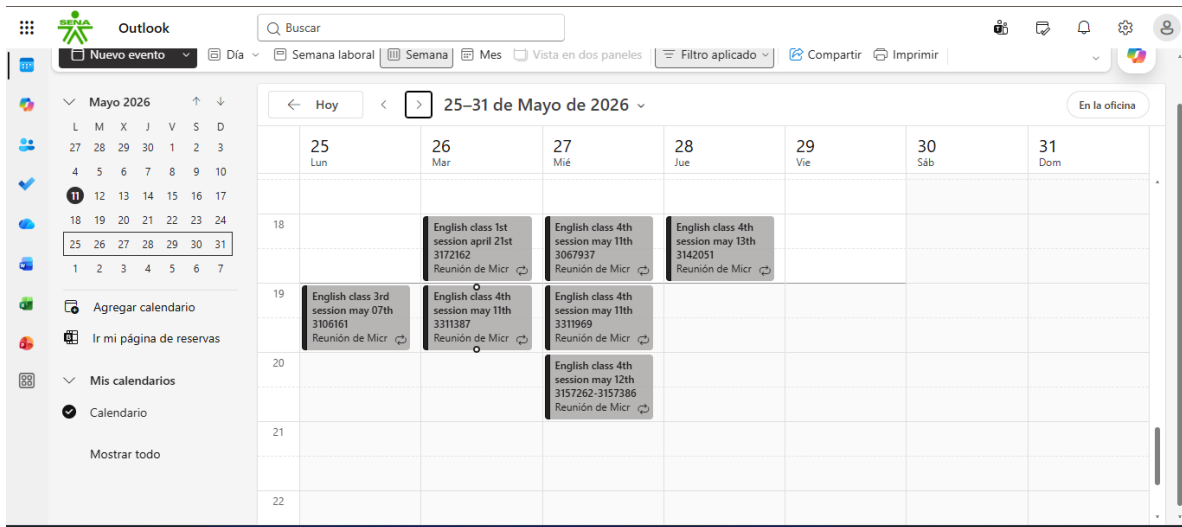 SENA
Outlook
Buscar
Nuevo evento
Día
Semana laboral
Semana
Mes
Vista en dos paneles
Filtro aplicado
Compartir
Imprimir
Mayo 2026
L M X J V S D
27 28 29 30 1 2 3
4 5 6 7 8 9 10
11 12 13 14 15 16 17
18 19 20 21 22 23 24
25 26 27 28 29 30 31
1 2 3 4 5 6 7
Agregar calendario
Ir mi página de reservas
Mis calendarios
Calendario
Mostrar todo
Hoy
25–31 de Mayo de 2026
En la oficina
25 26 27 28 29 30 31
Lun Mar Mié Jue Vie Sáb Dom
18
English class 1st
session april 21st
3172162
Reunión de Micr
English class 4th
session may 11th
3067937
Reunión de Micr
English class 4th
session may 13th
3142051
Reunión de Micr
19
English class 3rd
session may 07th
3106161
Reunión de Micr
English class 4th
session may 11th
3311387
Reunión de Micr
English class 4th
session may 11th
3311969
Reunión de Micr
20
English class 4th
session may 12th
3157262-3157386
Reunión de Micr
21
22